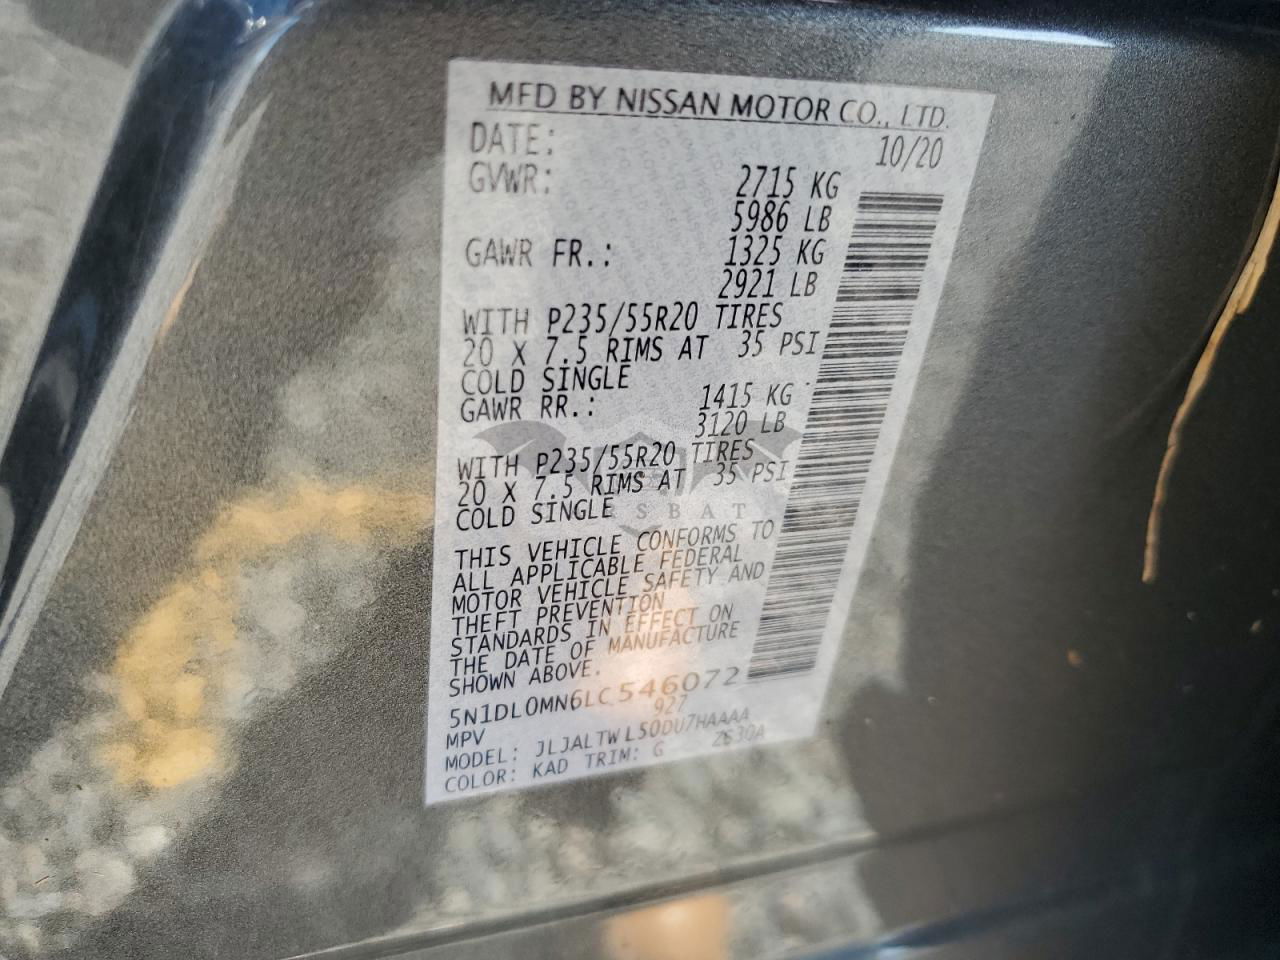 MFD BY NISSAN MOTOR CO., LTD.
DATE: 10/20
GVWR: 2715 KG
5986 LB
GAWR FR.: 1325 KG
2921 LB
WITH P235/55R20 TIRES
20 X 7.5 RIMS AT 35 PSI
COLD SINGLE
GAWR RR.: 1415 KG
3120 LB
WITH P235/55R20 TIRES
20 X 7.5 RIMS AT 35 PSI
COLD SINGLE
SBAT
THIS VEHICLE CONFORMS TO
ALL APPLICABLE FEDERAL
MOTOR VEHICLE SAFETY AND
THEFT PREVENTION
STANDARDS IN EFFECT ON
THE DATE OF MANUFACTURE
SHOWN ABOVE.
5N1DL0MN6LC546072
MPV 927
MODEL: JLJALTWL50DU7HAAAA
COLOR: KAD TRIM: G